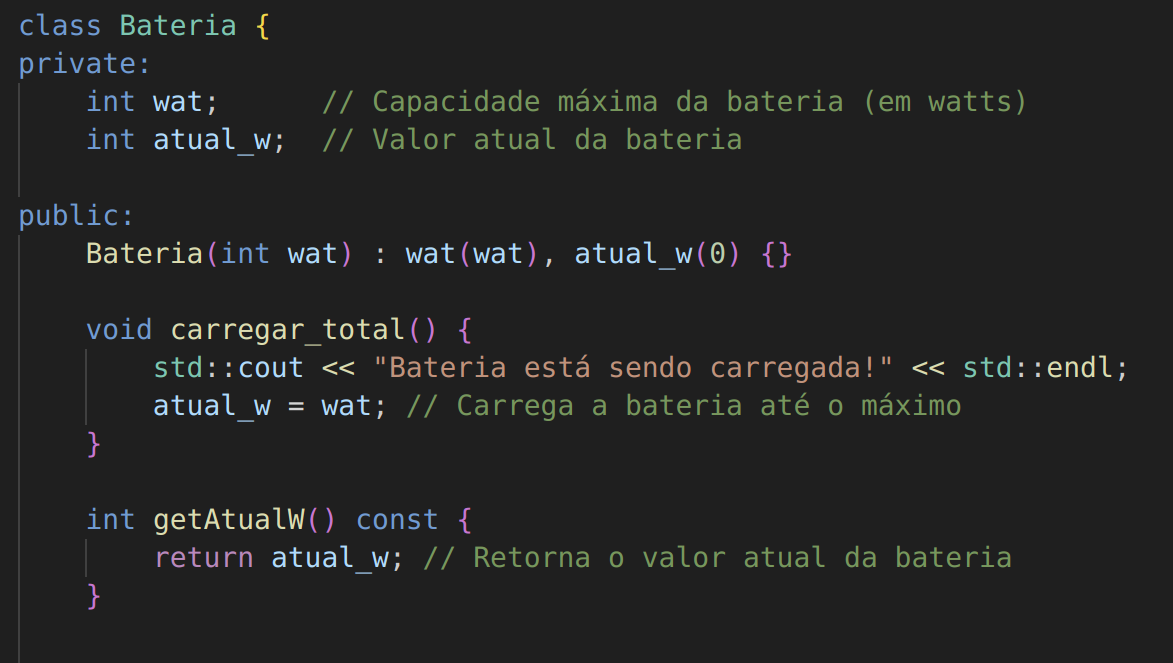 class Bateria {
private:
    int wat;      // Capacidade máxima da bateria (em watts)
    int atual_w;  // Valor atual da bateria
public:
    Bateria(int wat) : wat(wat), atual_w(0) {}
    void carregar_total() {
        std::cout << "Bateria está sendo carregada!" << std::endl;
        atual_w = wat; // Carrega a bateria até o máximo
    }
    int getAtualW() const {
        return atual_w; // Retorna o valor atual da bateria
    }